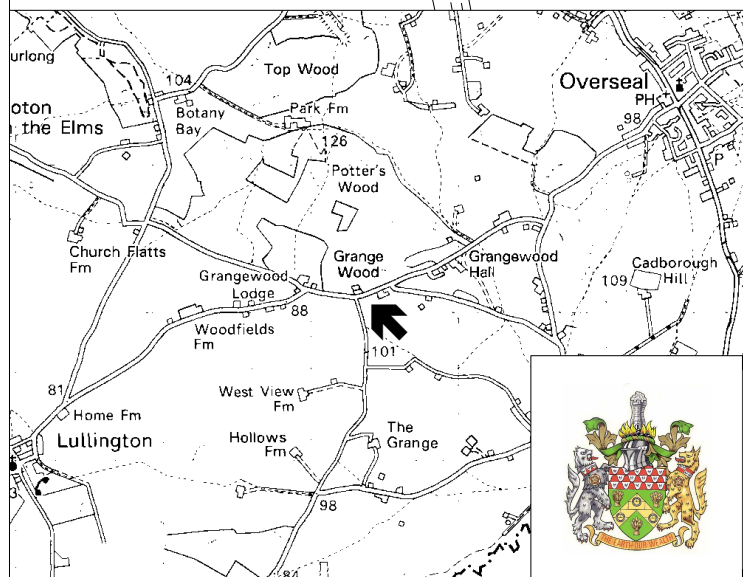 urlong
Top Wood
104
Overseal
PH
oton
n the Elms
Botany
Bay
Park Fm
98
126
P
Potter's
Wood
Church Flatts
Fm
Grange
Wood
Grangewood
Hall
Cadborough
Hill
109
Grangewood
Lodge
88
Woodfields
Fm
101
81
West View
Fm
Home Fm
Lullington
Hollows
Fm
The
Grange
3
98
84